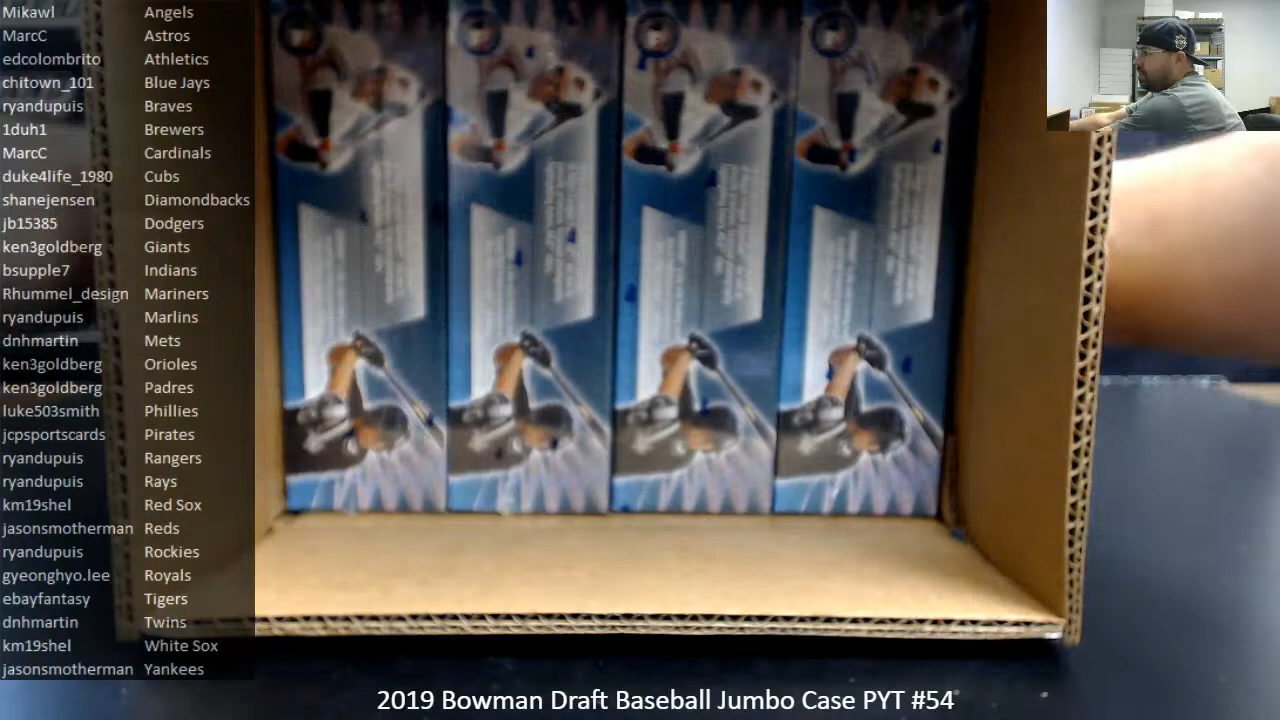 Mikawl Angels
MarcC Astros
edcolombrito Athletics
chitown_101 Blue Jays
ryandupuis Braves
1duh1 Brewers
MarcC Cardinals
duke4life_1980 Cubs
shanejensen Diamondbacks
jb15385 Dodgers
ken3goldberg Giants
bsupple7 Indians
Rhummel_design Mariners
ryandupuis Marlins
dnhmartin Mets
ken3goldberg Orioles
ken3goldberg Padres
luke503smith Phillies
jcpsportscards Pirates
ryandupuis Rangers
ryandupuis Rays
km19shel Red Sox
jasonsmotherman Reds
ryandupuis Rockies
gyeonghyo.lee Royals
ebayfantasy Tigers
dnhmartin Twins
km19shel White Sox
jasonsmotherman Yankees
2019 Bowman Draft Baseball Jumbo Case PYT #54